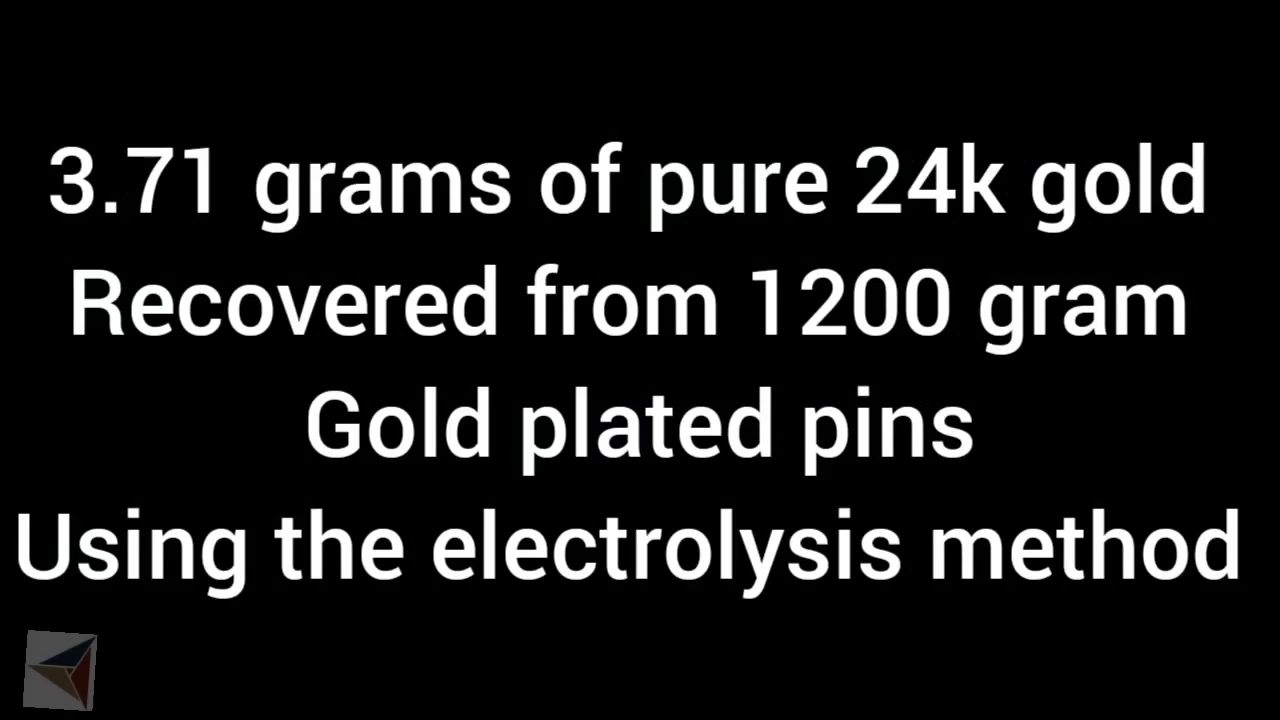 3.71 grams of pure 24k gold
Recovered from 1200 gram
Gold plated pins
Using the electrolysis method